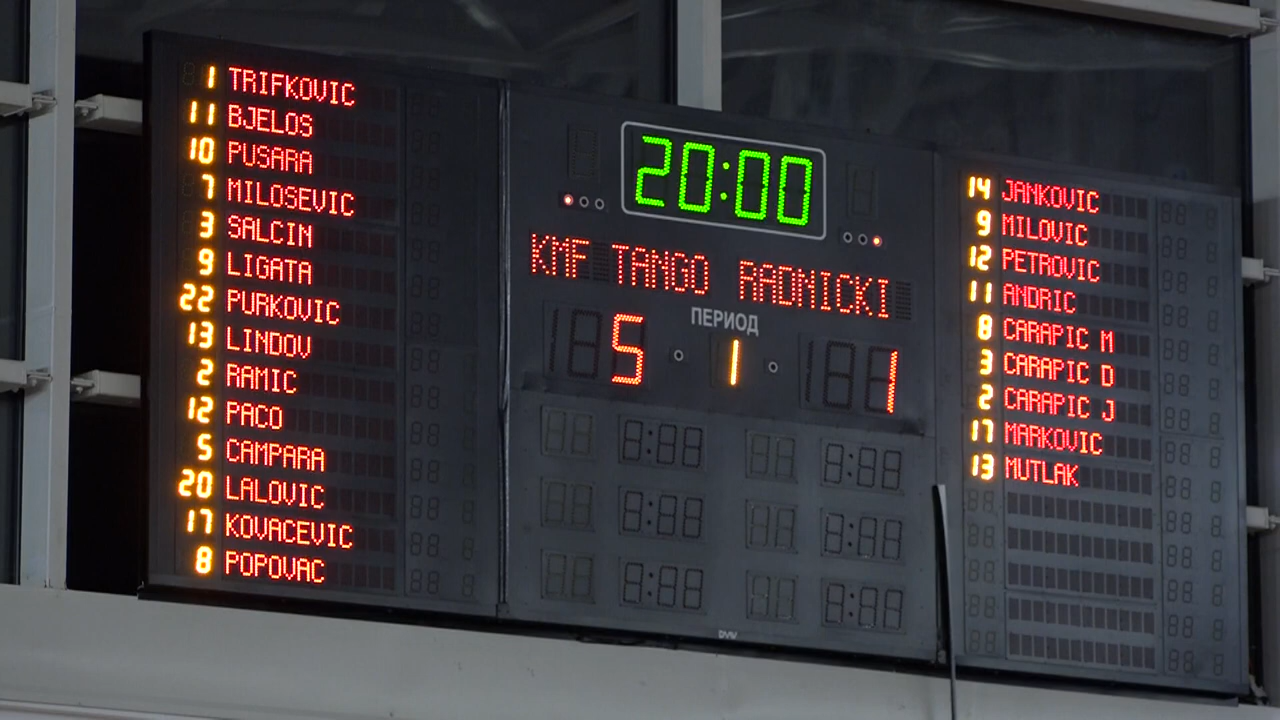 1 TRIFKOVIC
11 BJELOS
10 PUSARA
7 MILOSEVIC
3 SALCIN
9 LIGATA
22 PURKOVIC
13 LINDOV
2 RAMIC
12 PACO
5 CAMPARA
20 LALOVIC
17 KOVACEVIC
8 POPOVAC
20:00
KMF TANGO RADNICKI
ПЕРИОД
5 1 1
14 JANKOVIC
9 MILOVIC
12 PETROVIC
11 ANDRIC
8 CARAPIC M
3 CARAPIC D
2 CARAPIC J
17 MARKOVIC
13 MUTLAK